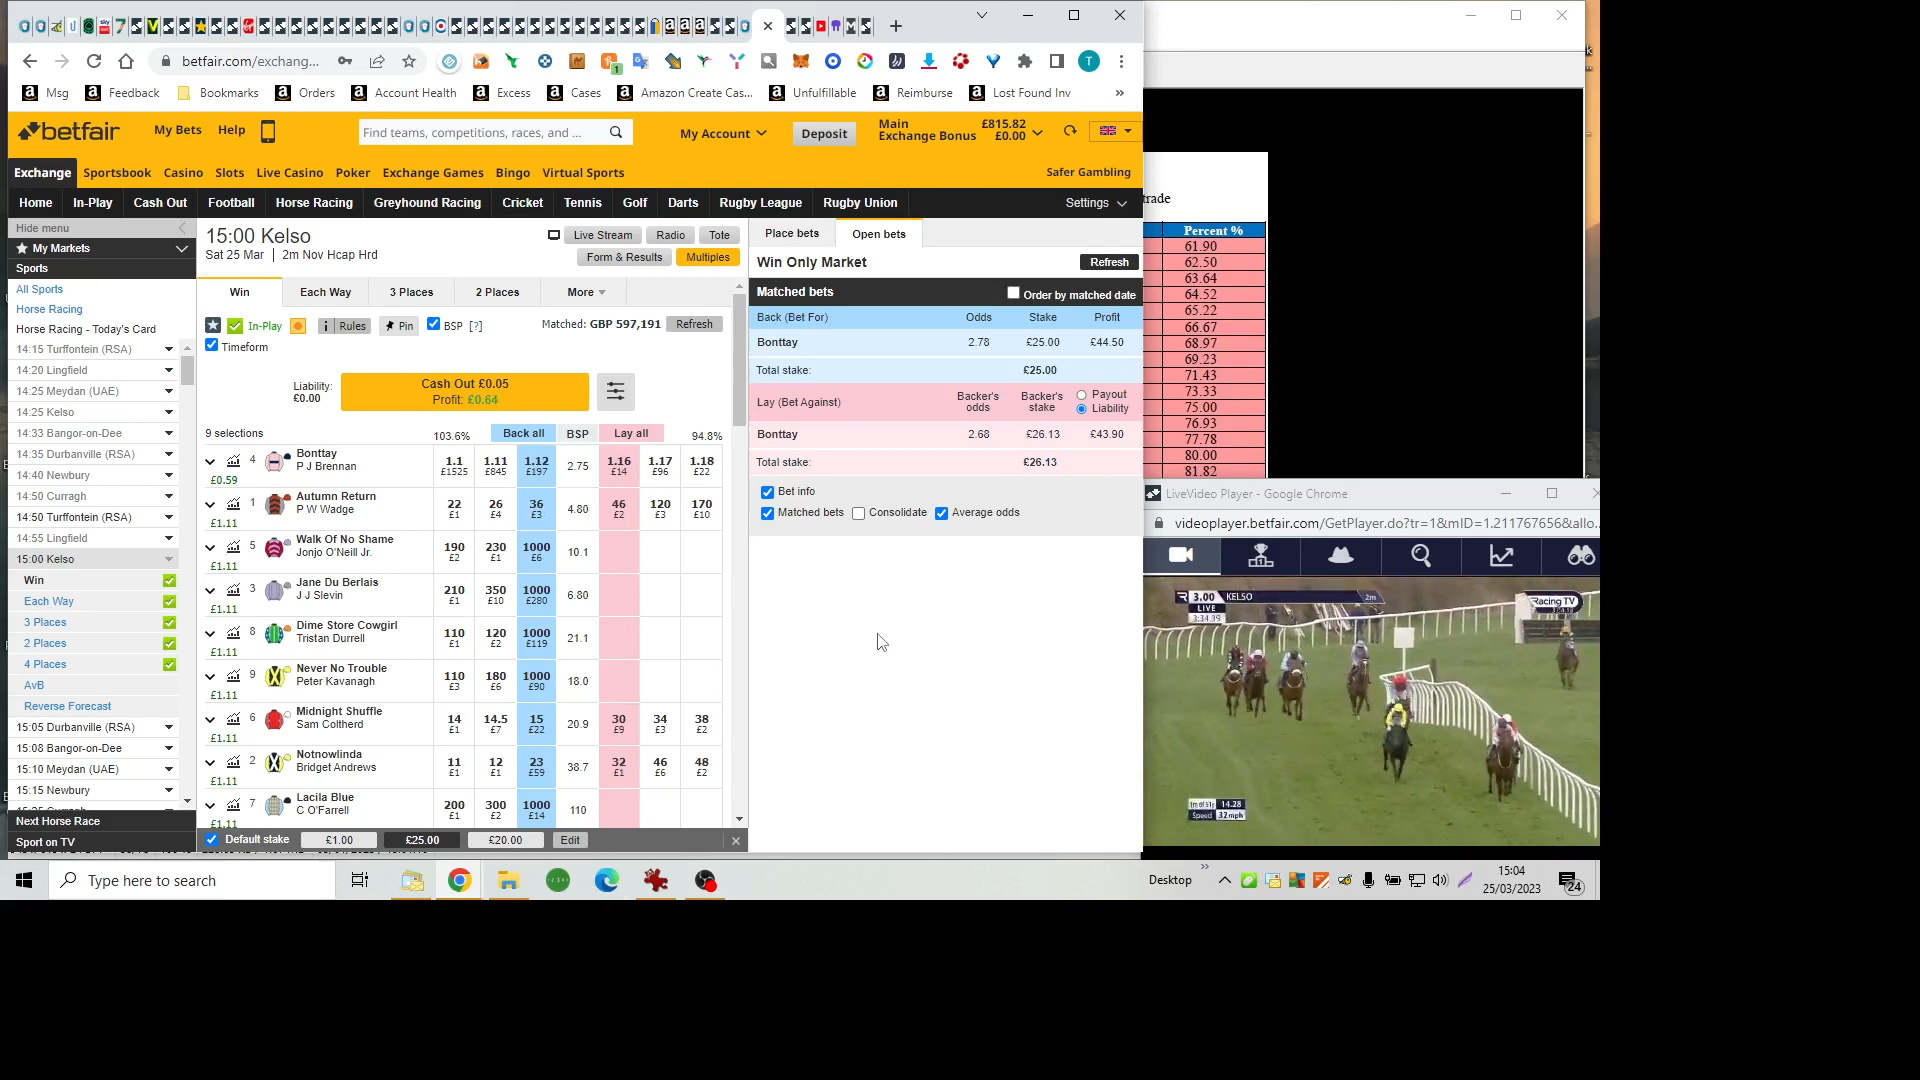 betfair.com/exchang...
Msg Feedback Bookmarks Orders Account Health Excess Cases Amazon Create Cas... Unfulfillable Reimburse Lost Found Inv »
betfair My Bets Help Find teams, competitions, races, and ... My Account Deposit Main £815.82
Exchange Bonus £0.00
Exchange Sportsbook Casino Slots Live Casino Poker Exchange Games Bingo Virtual Sports Safer Gambling
Home In-Play Cash Out Football Horse Racing Greyhound Racing Cricket Tennis Golf Darts Rugby League Rugby Union Settings
Hide menu
My Markets
Sports
All Sports
Horse Racing
Horse Racing - Today's Card
14:15 Turffontein (RSA)
14:20 Lingfield
14:25 Meydan (UAE)
14:25 Kelso
14:33 Bangor-on-Dee
14:35 Durbanville (RSA)
14:40 Newbury
14:50 Curragh
14:50 Turffontein (RSA)
14:55 Lingfield
15:00 Kelso
Win
Each Way
3 Places
2 Places
4 Places
AvB
Reverse Forecast
15:05 Durbanville (RSA)
15:08 Bangor-on-Dee
15:10 Meydan (UAE)
15:15 Newbury
Next Horse Race
Sport on TV
15:00 Kelso Live Stream Radio Tote
Sat 25 Mar | 2m Nov Hcap Hrd Form & Results Multiples
Win Each Way 3 Places 2 Places More
In-Play i Rules Pin BSP [?] Matched: GBP 597,191 Refresh
Timeform
Liability: £0.00
Cash Out £0.05
Profit: £0.64
9 selections 103.6% Back all BSP Lay all 94.8%
4 Bonttay 1.1 1.11 1.12 2.75 1.16 1.17 1.18
P J Brennan £1525 £845 £197 £14 £96 £22
£0.59
1 Autumn Return 22 26 36 4.80 46 120 170
P W Wadge £1 £4 £3 £2 £3 £10
£1.11
5 Walk Of No Shame 190 230 1000 10.1
Jonjo O'Neill Jr. £2 £1 £6
£1.11
3 Jane Du Berlais 210 350 1000 6.80
J J Slevin £1 £10 £280
£1.11
8 Dime Store Cowgirl 110 120 1000 21.1
Tristan Durrell £1 £2 £119
£1.11
9 Never No Trouble 110 180 1000 18.0
Peter Kavanagh £3 £6 £90
£1.11
6 Midnight Shuffle 14 14.5 15 20.9 30 34 38
Sam Coltherd £1 £7 £22 £9 £3 £2
£1.11
2 Notnowlinda 11 12 23 38.7 32 46 48
Bridget Andrews £1 £1 £59 £1 £6 £2
£1.11
7 Lacila Blue 200 300 1000 110
C O'Farrell £1 £2 £14
£1.11
Default stake £1.00 £25.00 £20.00 Edit
Place bets Open bets
Win Only Market Refresh
Matched bets Order by matched date
Back (Bet For) Odds Stake Profit
Bonttay 2.78 £25.00 £44.50
Total stake: £25.00
Lay (Bet Against) Backer's odds Backer's stake Payout Liability
Bonttay 2.68 £26.13 £43.90
Total stake: £26.13
Bet info
Matched bets Consolidate Average odds
trade
Percent %
61.90
62.50
63.64
64.52
65.22
66.67
68.97
69.23
71.43
73.33
75.00
76.93
77.78
80.00
81.82
LiveVideo Player - Google Chrome
videoplayer.betfair.com/GetPlayer.do?tr=1&mID=1.211767656&allo...
R 3.00 KELSO 2m
LIVE
3:34.39
Racing TV
14.28
Speed 32mph
Type here to search
Desktop » 15:04
25/03/2023 24